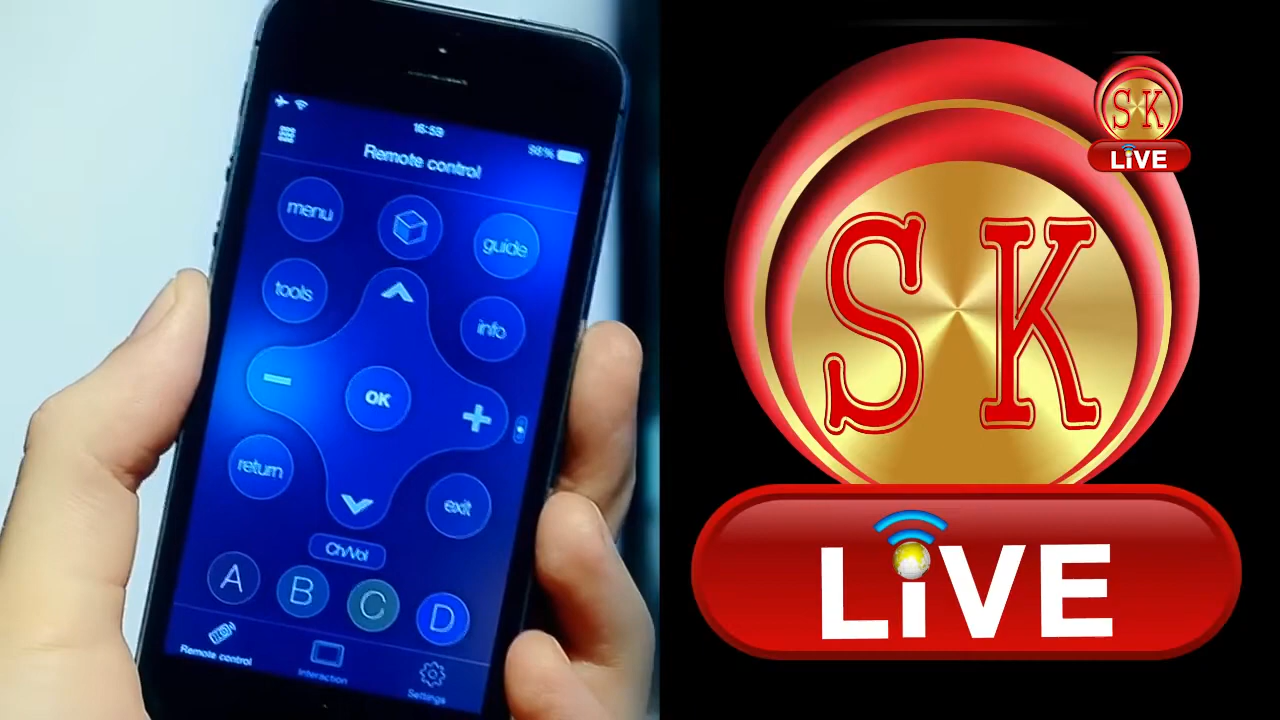 16:59
98%
Remote control
menu
guide
tools
info
OK
return
exit
Ch/Vol
A
B
C
D
Remote control
Interaction
Settings
SK
LiVE
SK
LiVE